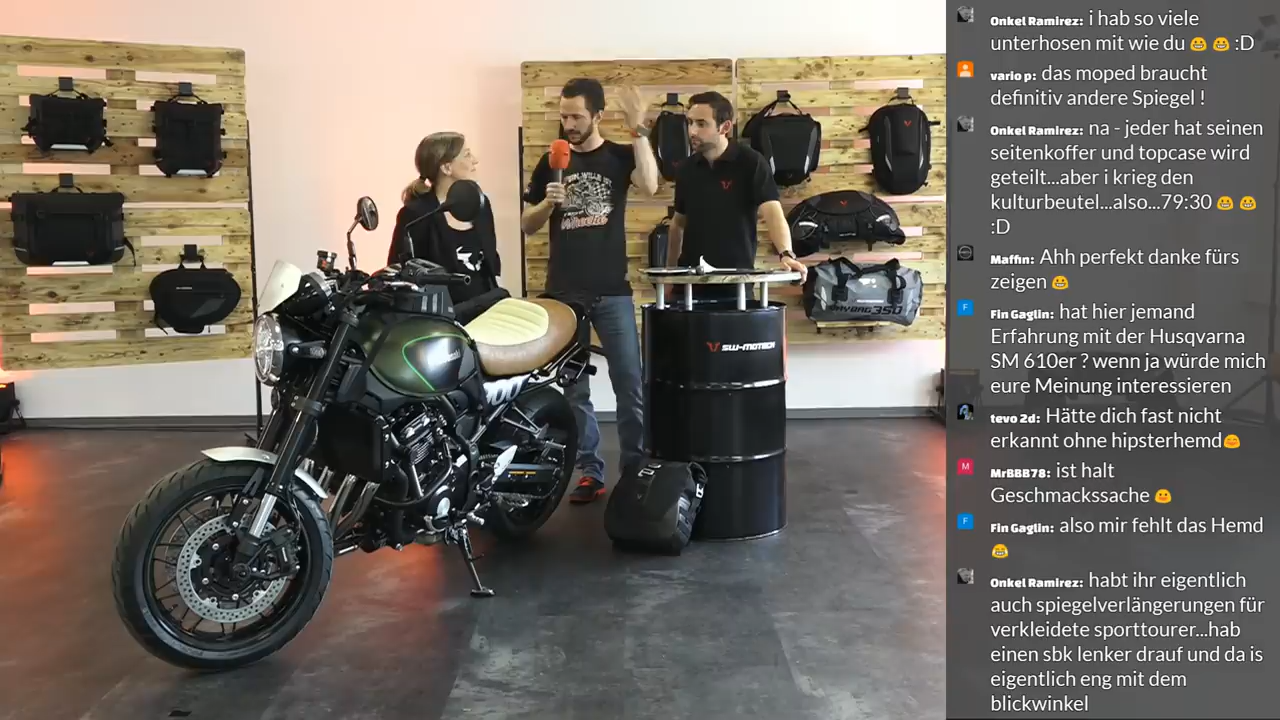 Onkel Ramirez: i hab so viele
unterhosen mit wie du 😬 😬 :D
vario p: das moped braucht
definitiv andere Spiegel !
Onkel Ramirez: na - jeder hat seinen
seitenkoffer und topcase wird
geteilt...aber i krieg den
kulturbeutel...also...79:30 😬 😬
:D
Maffin: Ahh perfekt danke fürs
zeigen 😬
Fin Gaglin: hat hier jemand
Erfahrung mit der Husqvarna
SM 610er ? wenn ja würde mich
eure Meinung interessieren
tevo 2d: Hätte dich fast nicht
erkannt ohne hipsterhemd😊
MrBBB78: ist halt
Geschmackssache 😛
Fin Gaglin: also mir fehlt das Hemd
😂
Onkel Ramirez: habt ihr eigentlich
auch spiegelverlängerungen für
verkleidete sporttourer...hab
einen sbk lenker drauf und da is
eigentlich eng mit dem
blickwinkel
SW-MOTECH
DRYBAG 350